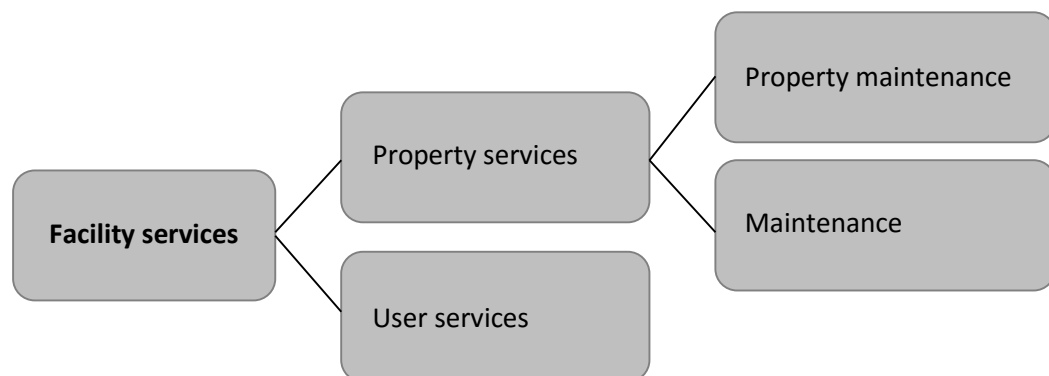 Facility services
Property services
User services
Property maintenance
Maintenance